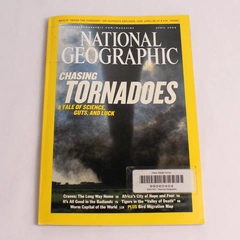 APRIL 2004
NATIONAL
GEOGRAPHIC
CHASING
TORNADOES
A TALE OF SCIENCE,
GUTS, AND LUCK
Cranes: The Long Way Home
Africa's City of Hope and Fear
It's All Good in the Badlands
Tigers in the "Valley of Death"
Worm Capital of the World
PLUS Bird Migration Map